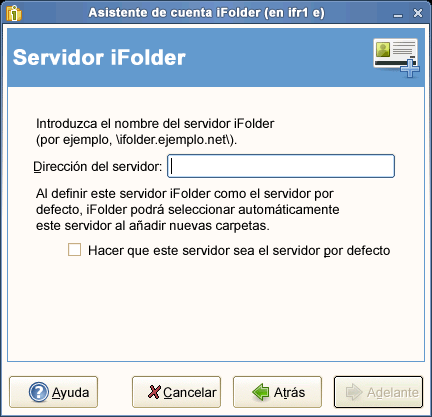 Asistente de cuenta iFolder (en ifr1 e)
Servidor iFolder
Introduzca el nombre del servidor iFolder
(por ejemplo, \ifolder.ejemplo.net\).
Dirección del servidor:
Al definir este servidor iFolder como el servidor por
defecto, iFolder podrá seleccionar automáticamente
este servidor al añadir nuevas carpetas.
Hacer que este servidor sea el servidor por defecto
Ayuda
Cancelar
Atrás
Adelante